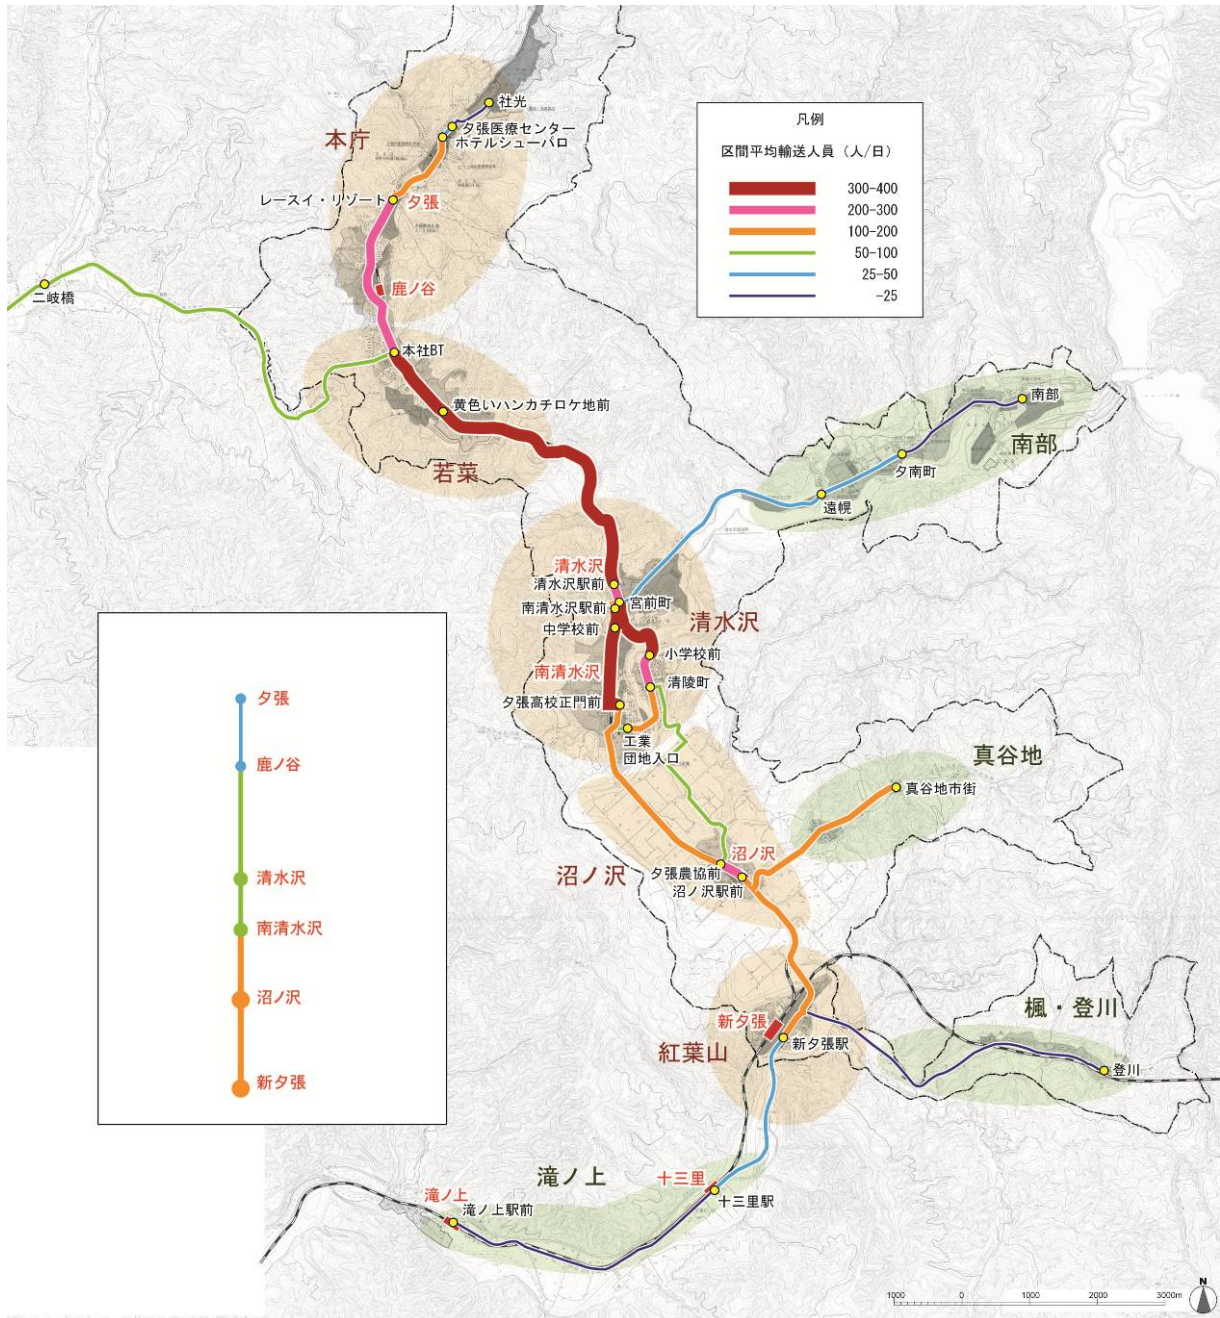 社光
夕張医療センター
ホテルシューパロ
本庁
レースイ・リゾート
夕張
鹿ノ谷
二岐橋
本社BT
黄色いハンカチロケ地前
若菜
凡例
区間平均輸送人員（人/日）
300-400
200-300
100-200
50-100
25-50
-25
南部
南部
夕南町
遠幌
清水沢
清水沢駅前
宮前町
南清水沢駅前
清水沢
中学校前
小学校前
南清水沢
清陵町
夕張高校正門前
工業
団地入口
真谷地
真谷地市街
沼ノ沢
沼ノ沢
夕張農協前
沼ノ沢駅前
夕張
鹿ノ谷
清水沢
南清水沢
沼ノ沢
新夕張
楓・登川
新夕張
紅葉山
新夕張駅
登川
滝ノ上
十三里
十三里駅
滝ノ上
滝ノ上駅前
N
1000 0 1000 2000 3000m